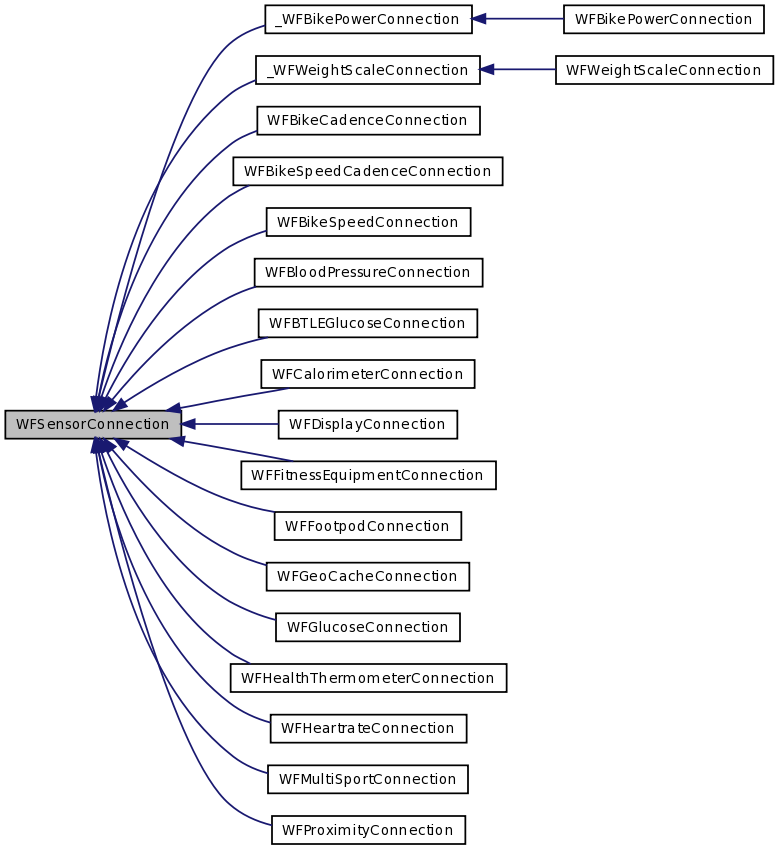 _WFBikePowerConnection
WFBikePowerConnection
_WFWeightScaleConnection
WFWeightScaleConnection
WFBikeCadenceConnection
WFBikeSpeedCadenceConnection
WFBikeSpeedConnection
WFBloodPressureConnection
WFBTLEGlucoseConnection
WFCalorimeterConnection
WFSensorConnection
WFDisplayConnection
WFFitnessEquipmentConnection
WFFootpodConnection
WFGeoCacheConnection
WFGlucoseConnection
WFHealthThermometerConnection
WFHeartrateConnection
WFMultiSportConnection
WFProximityConnection